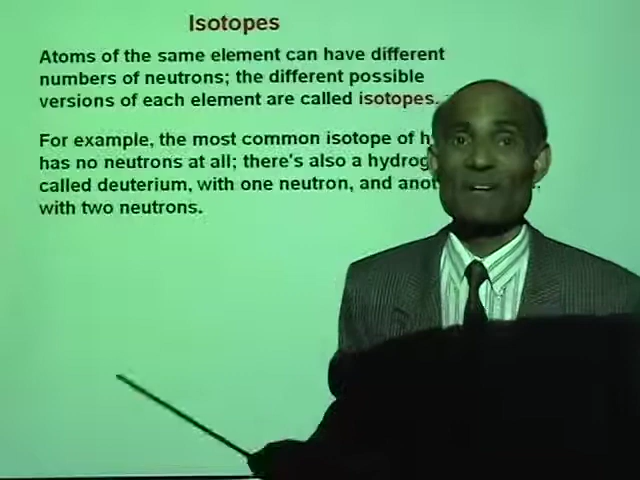 Isotopes
Atoms of the same element can have different
numbers of neutrons; the different possible
versions of each element are called isotopes.
For example, the most common isotope of h
has no neutrons at all; there's also a hydrog
called deuterium, with one neutron, and anot
with two neutrons.